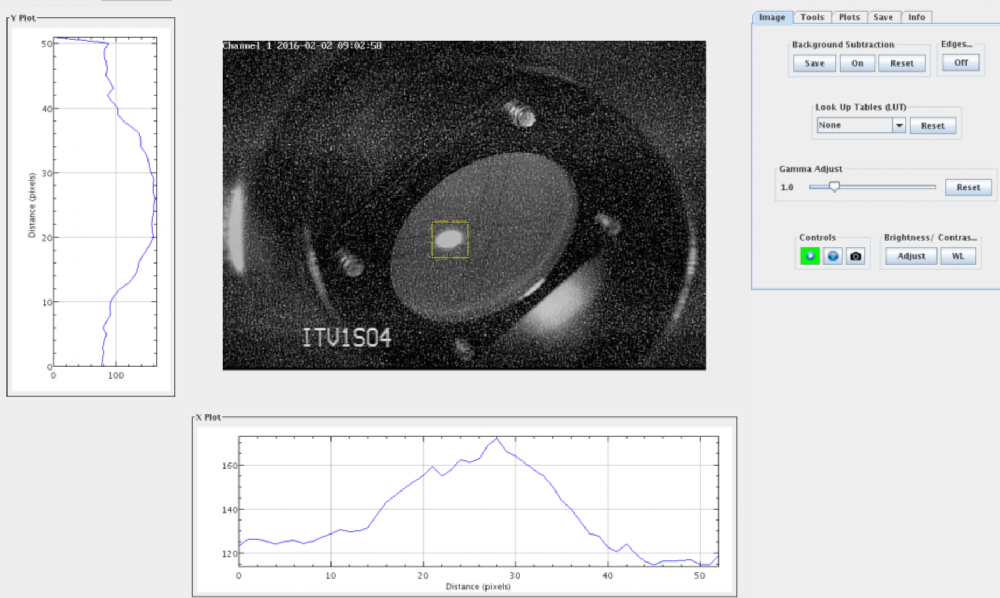 Y Plot
50
40
30
20
10
0
0 100
Distance (pixels)
Channel 1 2016-02-02 09:02:58
ITV1S04
X Plot
160
140
120
0 10 20 30 40 50
Distance (pixels)
Image Tools Plots Save Info
Background Subtraction Edges...
Save On Reset Off
Look Up Tables (LUT)
None Reset
Gamma Adjust
1.0 Reset
Controls Brightness/ Contras...
Adjust WL